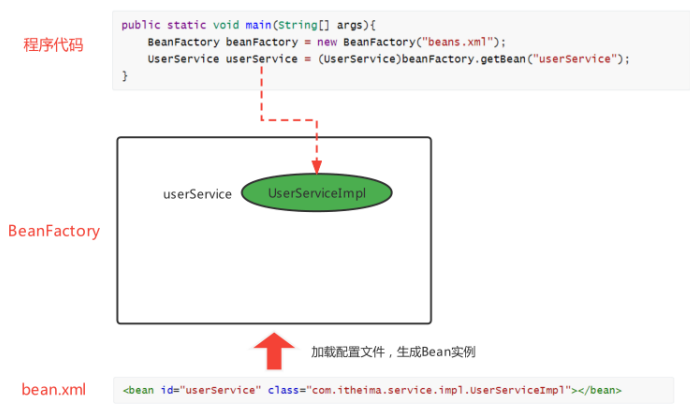 程序代码
public static void main(String[] args){
BeanFactory beanFactory = new BeanFactory("beans.xml");
UserService userService = (UserService)beanFactory.getBean("userService");
}
userService
UserServiceImpl
BeanFactory
加载配置文件，生成Bean实例
bean.xml
<bean id="userService" class="com.itheima.service.impl.UserServiceImpl"></bean>